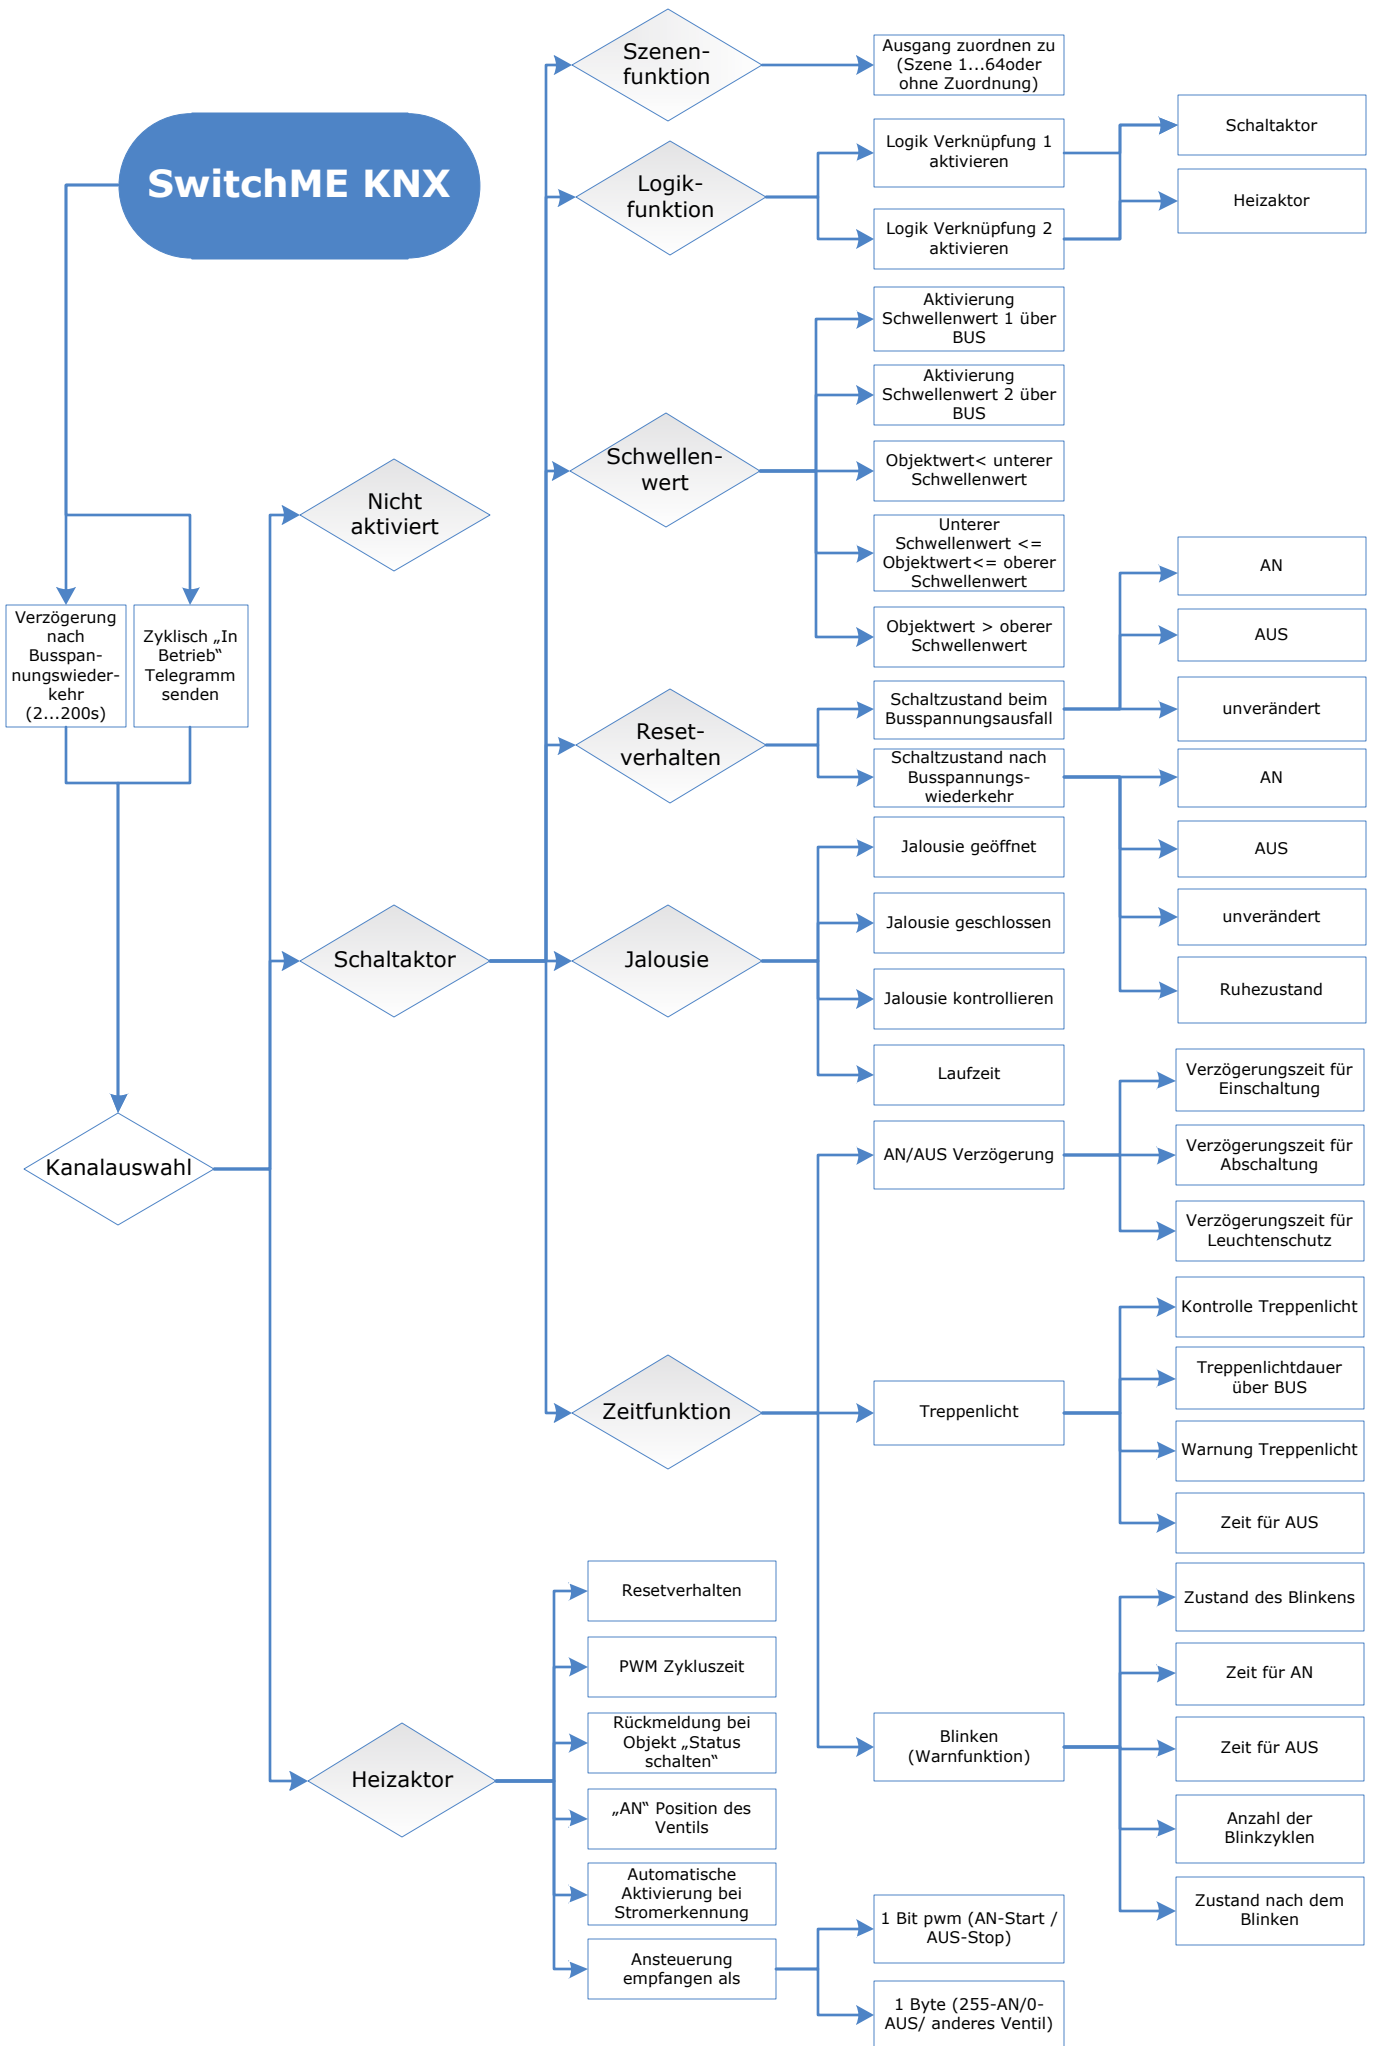 SwitchME KNX
Verzögerung
nach
Busspan-
nungswieder-
kehr
(2...200s)
Zyklisch „In
Betrieb“
Telegramm
senden
Kanalauswahl
Nicht
aktiviert
Schaltaktor
Heizaktor
Szenen-
funktion
Ausgang zuordnen zu
(Szene 1...64oder
ohne Zuordnung)
Logik-
funktion
Logik Verknüpfung 1
aktivieren
Logik Verknüpfung 2
aktivieren
Schaltaktor
Heizaktor
Schwellen-
wert
Aktivierung
Schwellenwert 1 über
BUS
Aktivierung
Schwellenwert 2 über
BUS
Objektwert< unterer
Schwellenwert
Unterer
Schwellenwert <=
Objektwert<= oberer
Schwellenwert
Objektwert > oberer
Schwellenwert
Reset-
verhalten
Schaltzustand beim
Busspannungsausfall
AN
AUS
unverändert
Schaltzustand nach
Busspannungs-
wiederkehr
AN
AUS
unverändert
Ruhezustand
Jalousie
Jalousie geöffnet
Jalousie geschlossen
Jalousie kontrollieren
Laufzeit
Zeitfunktion
AN/AUS Verzögerung
Verzögerungszeit für
Einschaltung
Verzögerungszeit für
Abschaltung
Verzögerungszeit für
Leuchtenschutz
Treppenlicht
Kontrolle Treppenlicht
Treppenlichtdauer
über BUS
Warnung Treppenlicht
Zeit für AUS
Blinken
(Warnfunktion)
Zustand des Blinkens
Zeit für AN
Zeit für AUS
Anzahl der
Blinkzyklen
Zustand nach dem
Blinken
Resetverhalten
PWM Zykluszeit
Rückmeldung bei
Objekt „Status
schalten“
„AN“ Position des
Ventils
Automatische
Aktivierung bei
Stromerkennung
Ansteuerung
empfangen als
1 Bit pwm (AN-Start /
AUS-Stop)
1 Byte (255-AN/0-
AUS/ anderes Ventil)